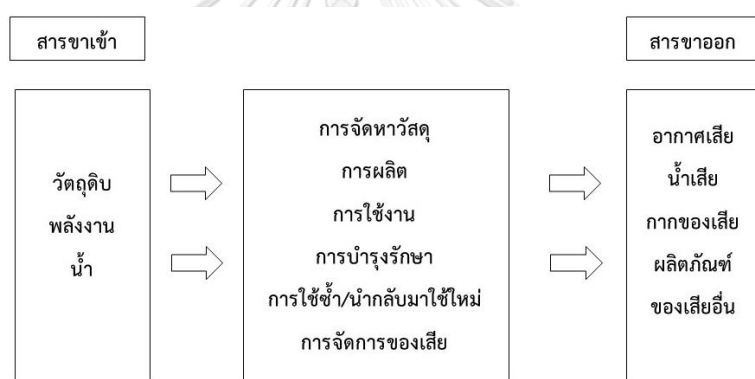 สารขาเข้า
สารขาออก
วัตถุดิบ
พลังงาน
น้ำ
การจัดหาวัสดุ
การผลิต
การใช้งาน
การบำรุงรักษา
การใช้ซ้ำ/นำกลับมาใช้ใหม่
การจัดการของเสีย
อากาศเสีย
น้ำเสีย
กากของเสีย
ผลิตภัณฑ์
ของเสียอื่น